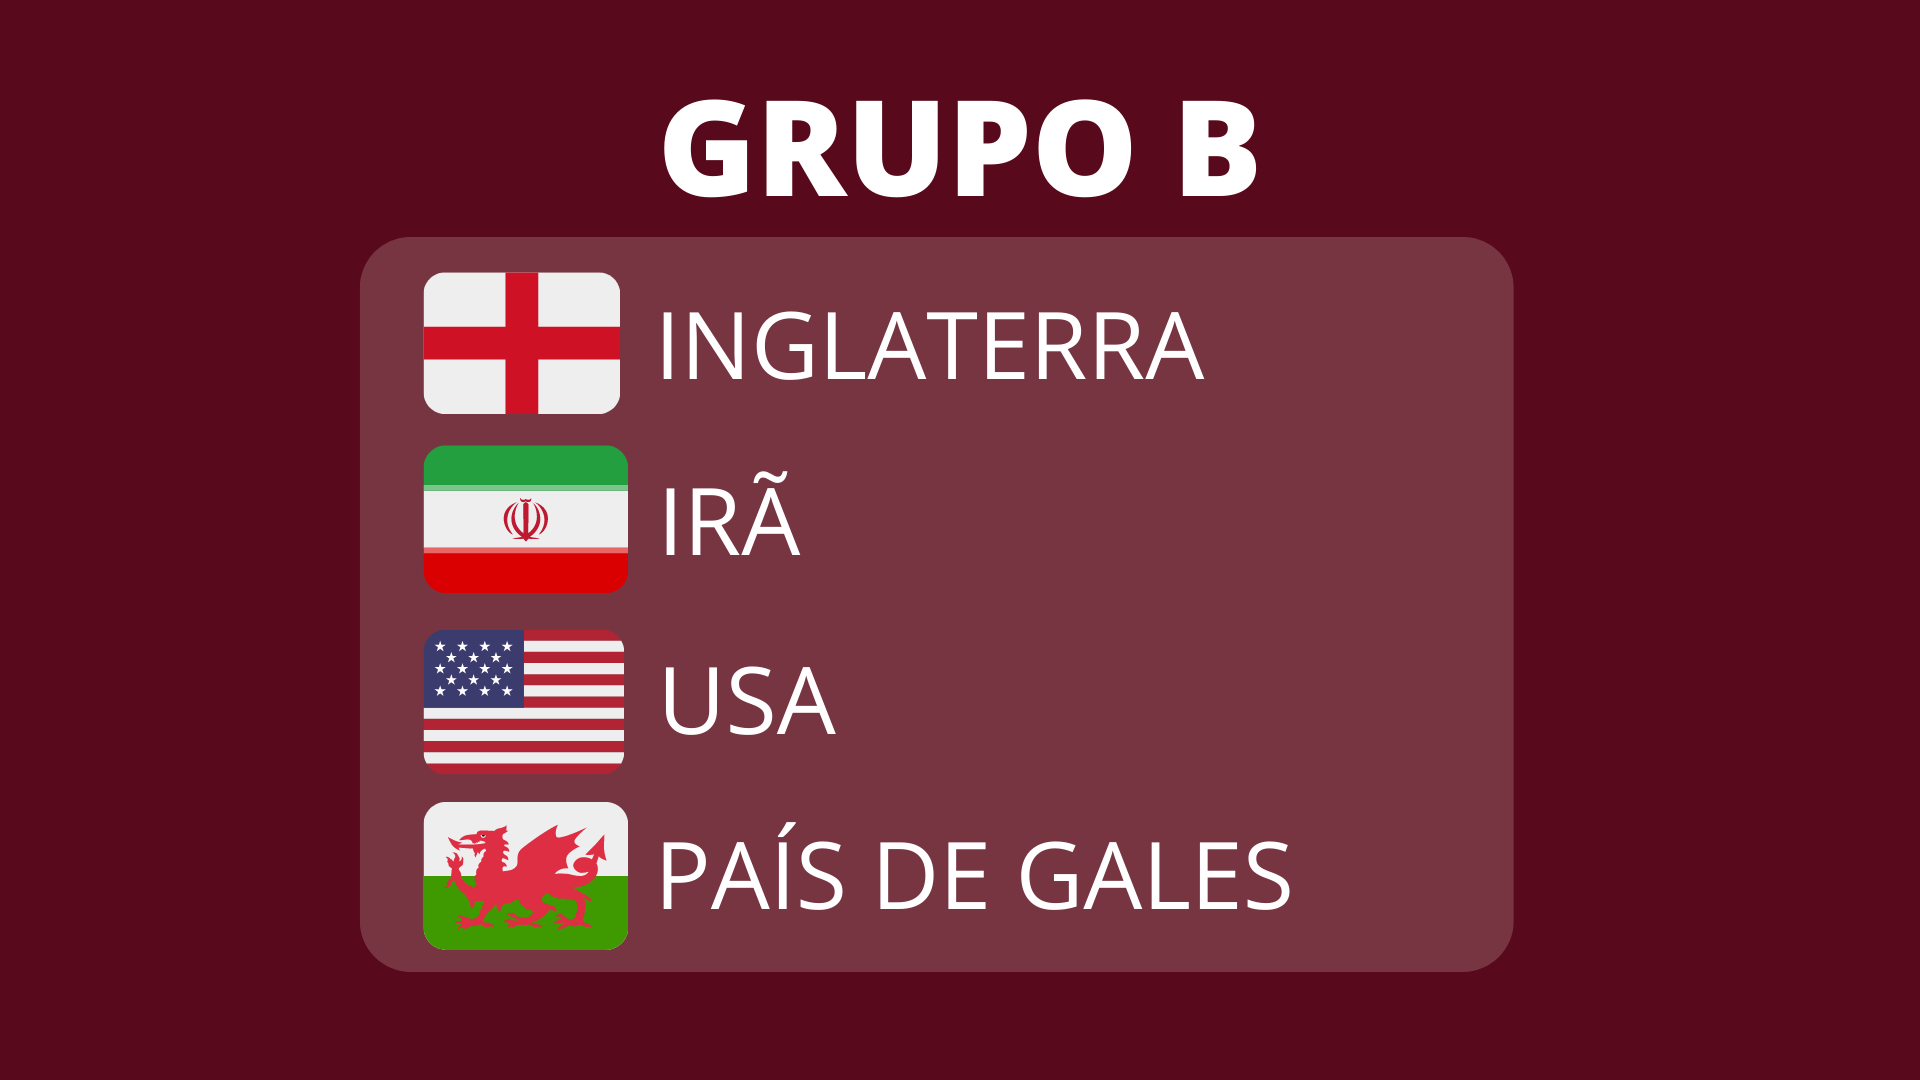 GRUPO B
INGLATERRA
IRÃ
USA
PAÍS DE GALES